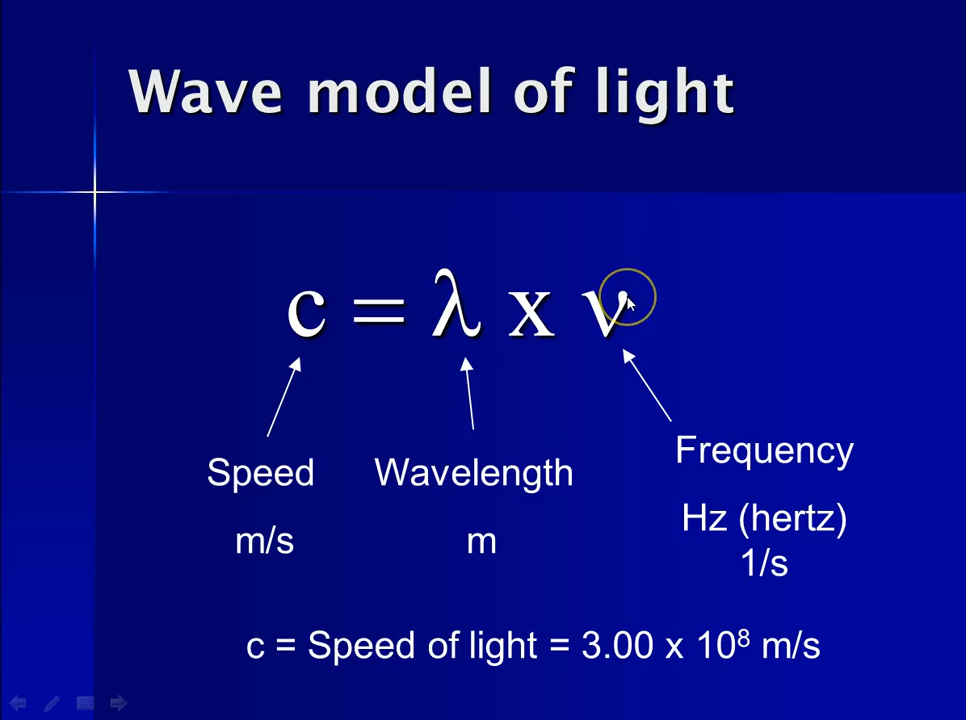 Wave model of light
c = λ x ν
Speed
m/s
Wavelength
m
Frequency
Hz (hertz)
1/s
c = Speed of light = 3.00 x 10⁸ m/s